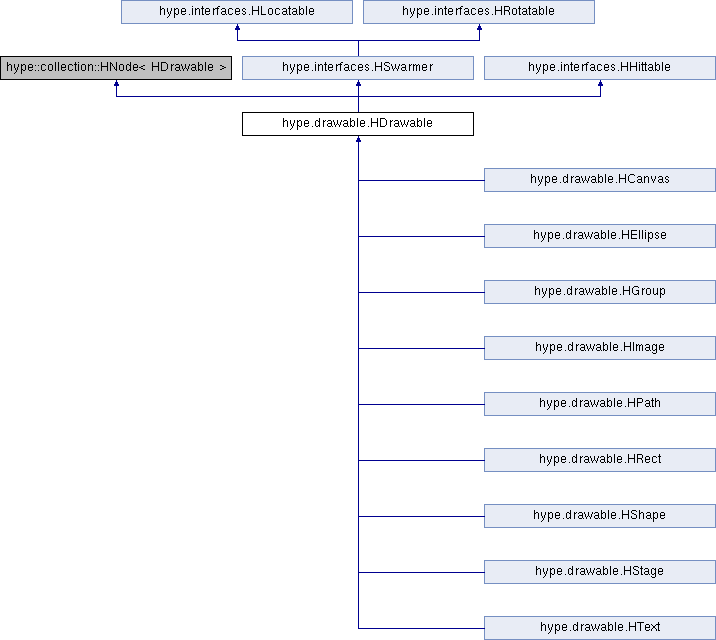 hype.interfaces.HLocatable
hype.interfaces.HRotatable
hype::collection::HNode< HDrawable >
hype.interfaces.HSwarmer
hype.interfaces.HHittable
hype.drawable.HDrawable
hype.drawable.HCanvas
hype.drawable.HEllipse
hype.drawable.HGroup
hype.drawable.HImage
hype.drawable.HPath
hype.drawable.HRect
hype.drawable.HShape
hype.drawable.HStage
hype.drawable.HText